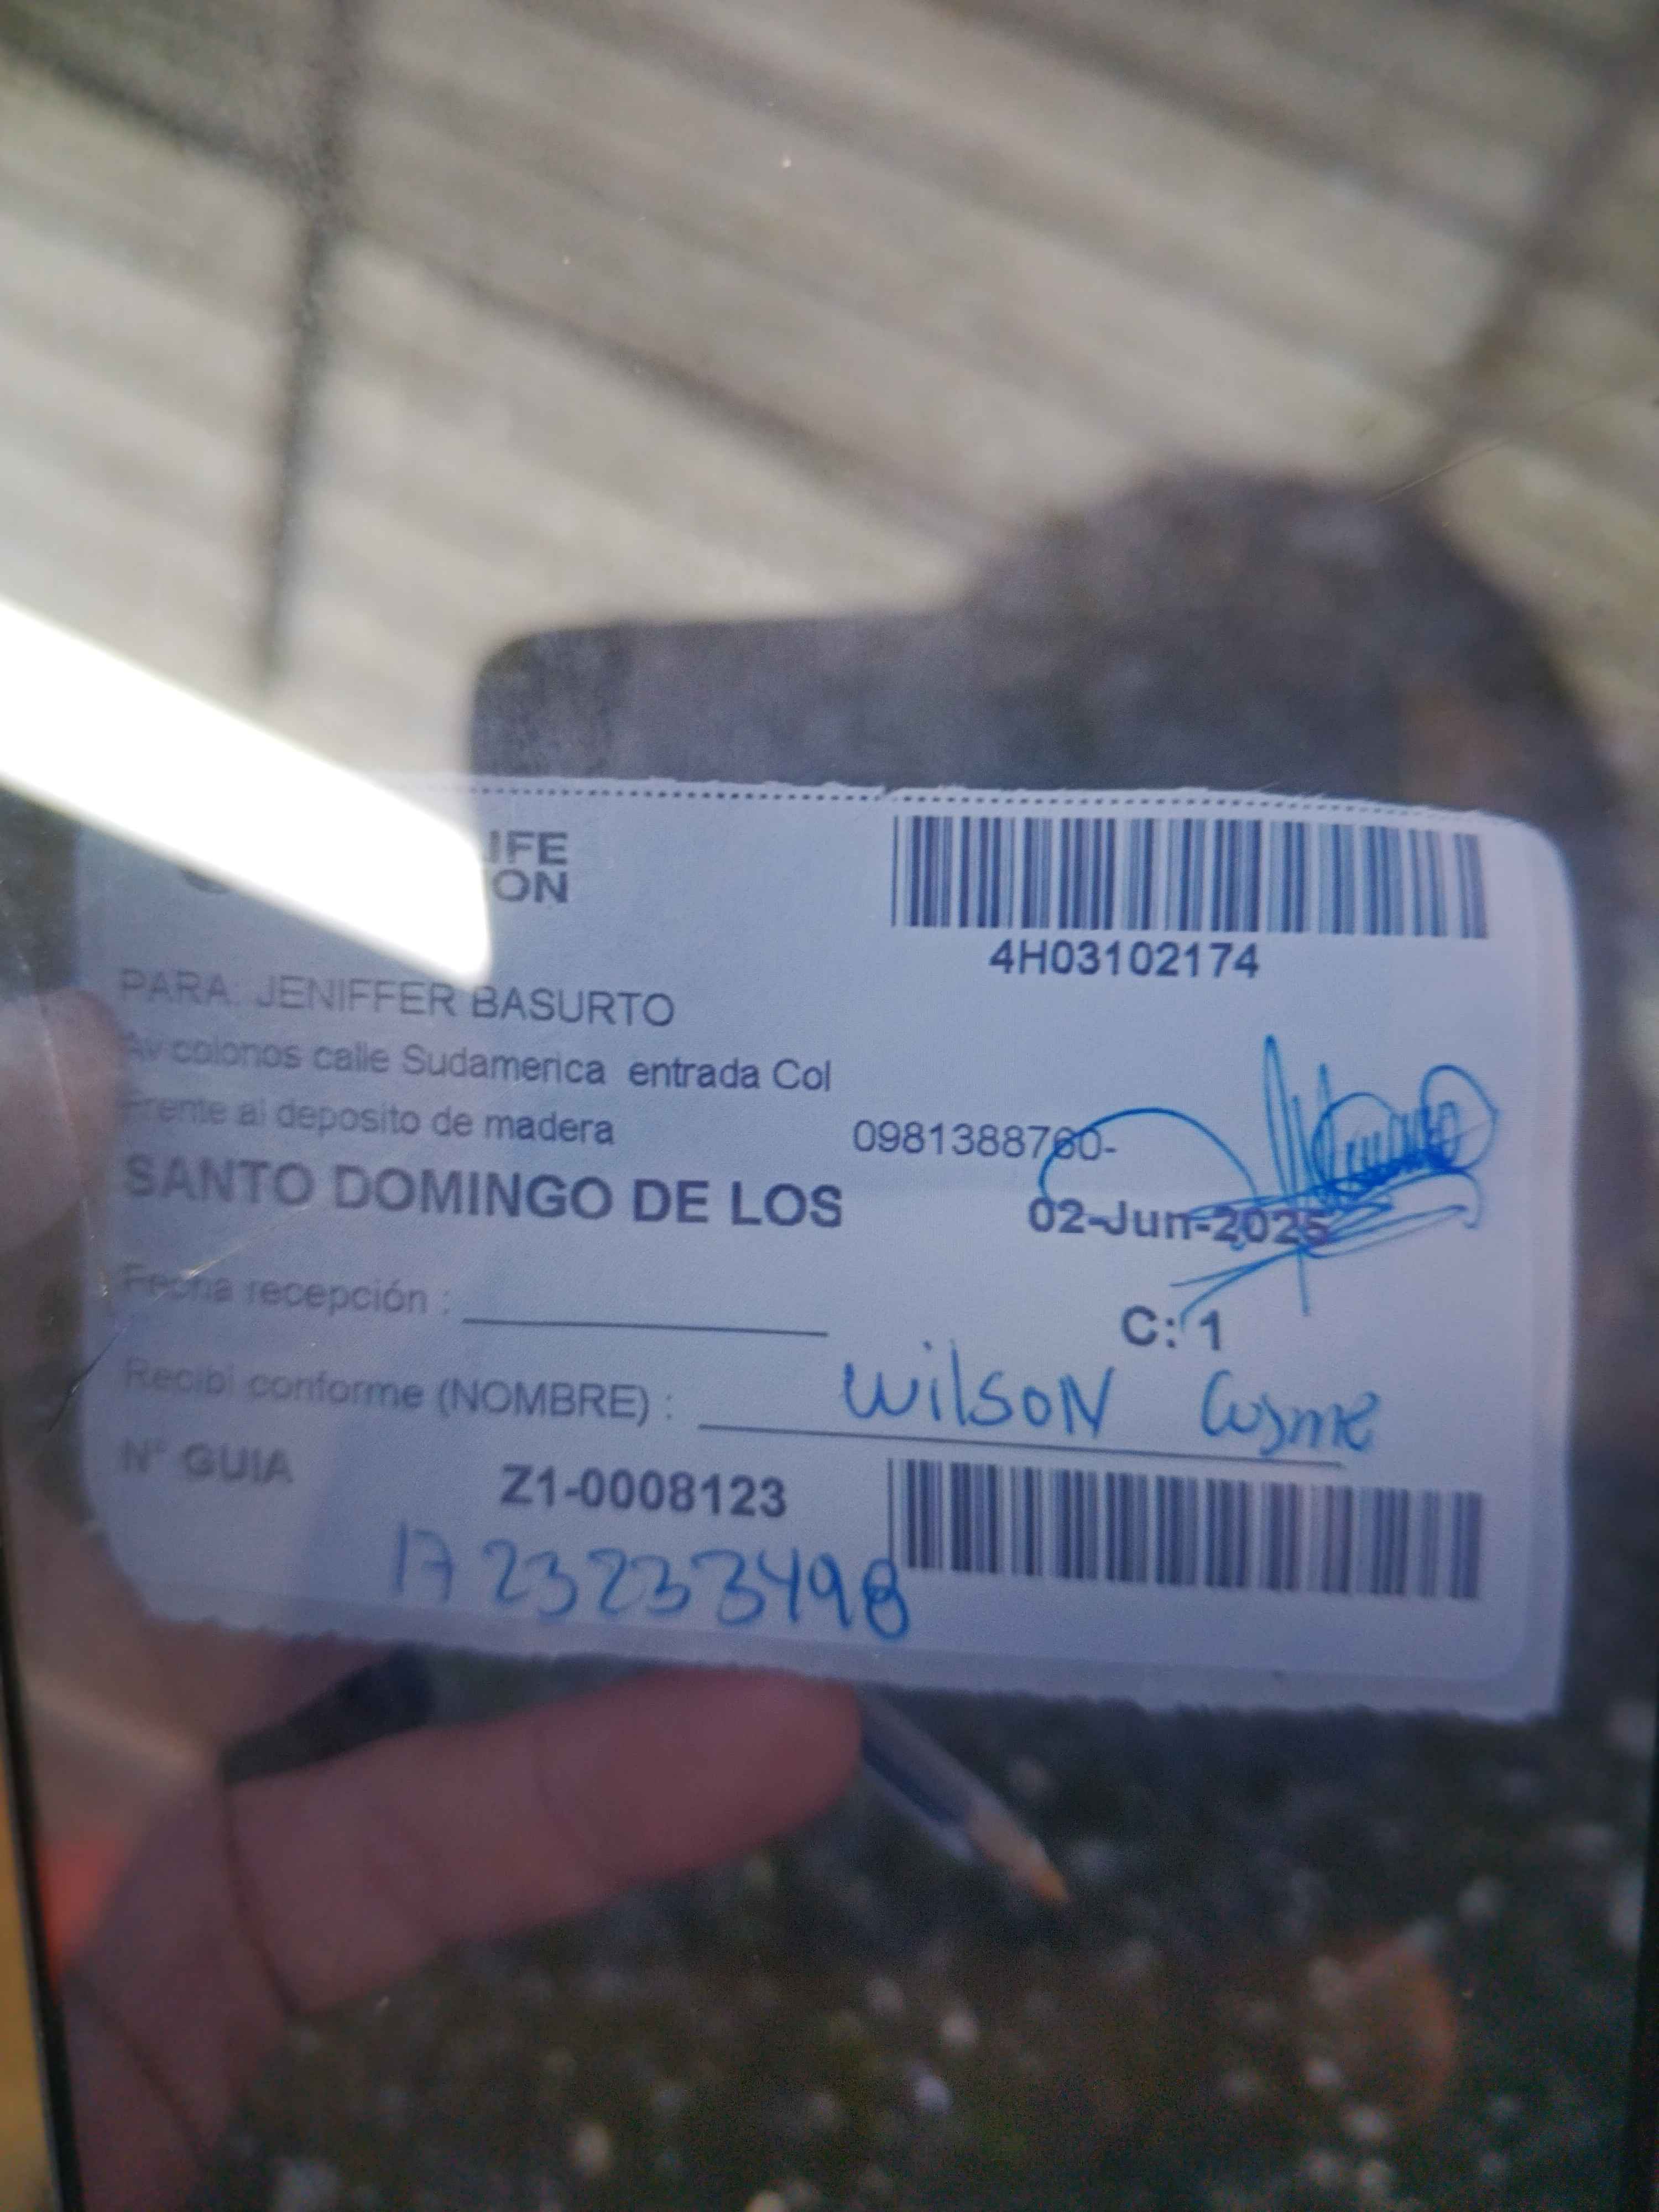 IFE
ON
4H03102174
PARA: JENIFFER BASURTO
Av colonos calle Sudamerica entrada Col
Frente al deposito de madera
0981388760-
SANTO DOMINGO DE LOS
02-Jun-2025
Fecha recepción :
C: 1
Recibi conforme (NOMBRE) : wilsoN Cosme
N° GUIA Z1-0008123
1723233498